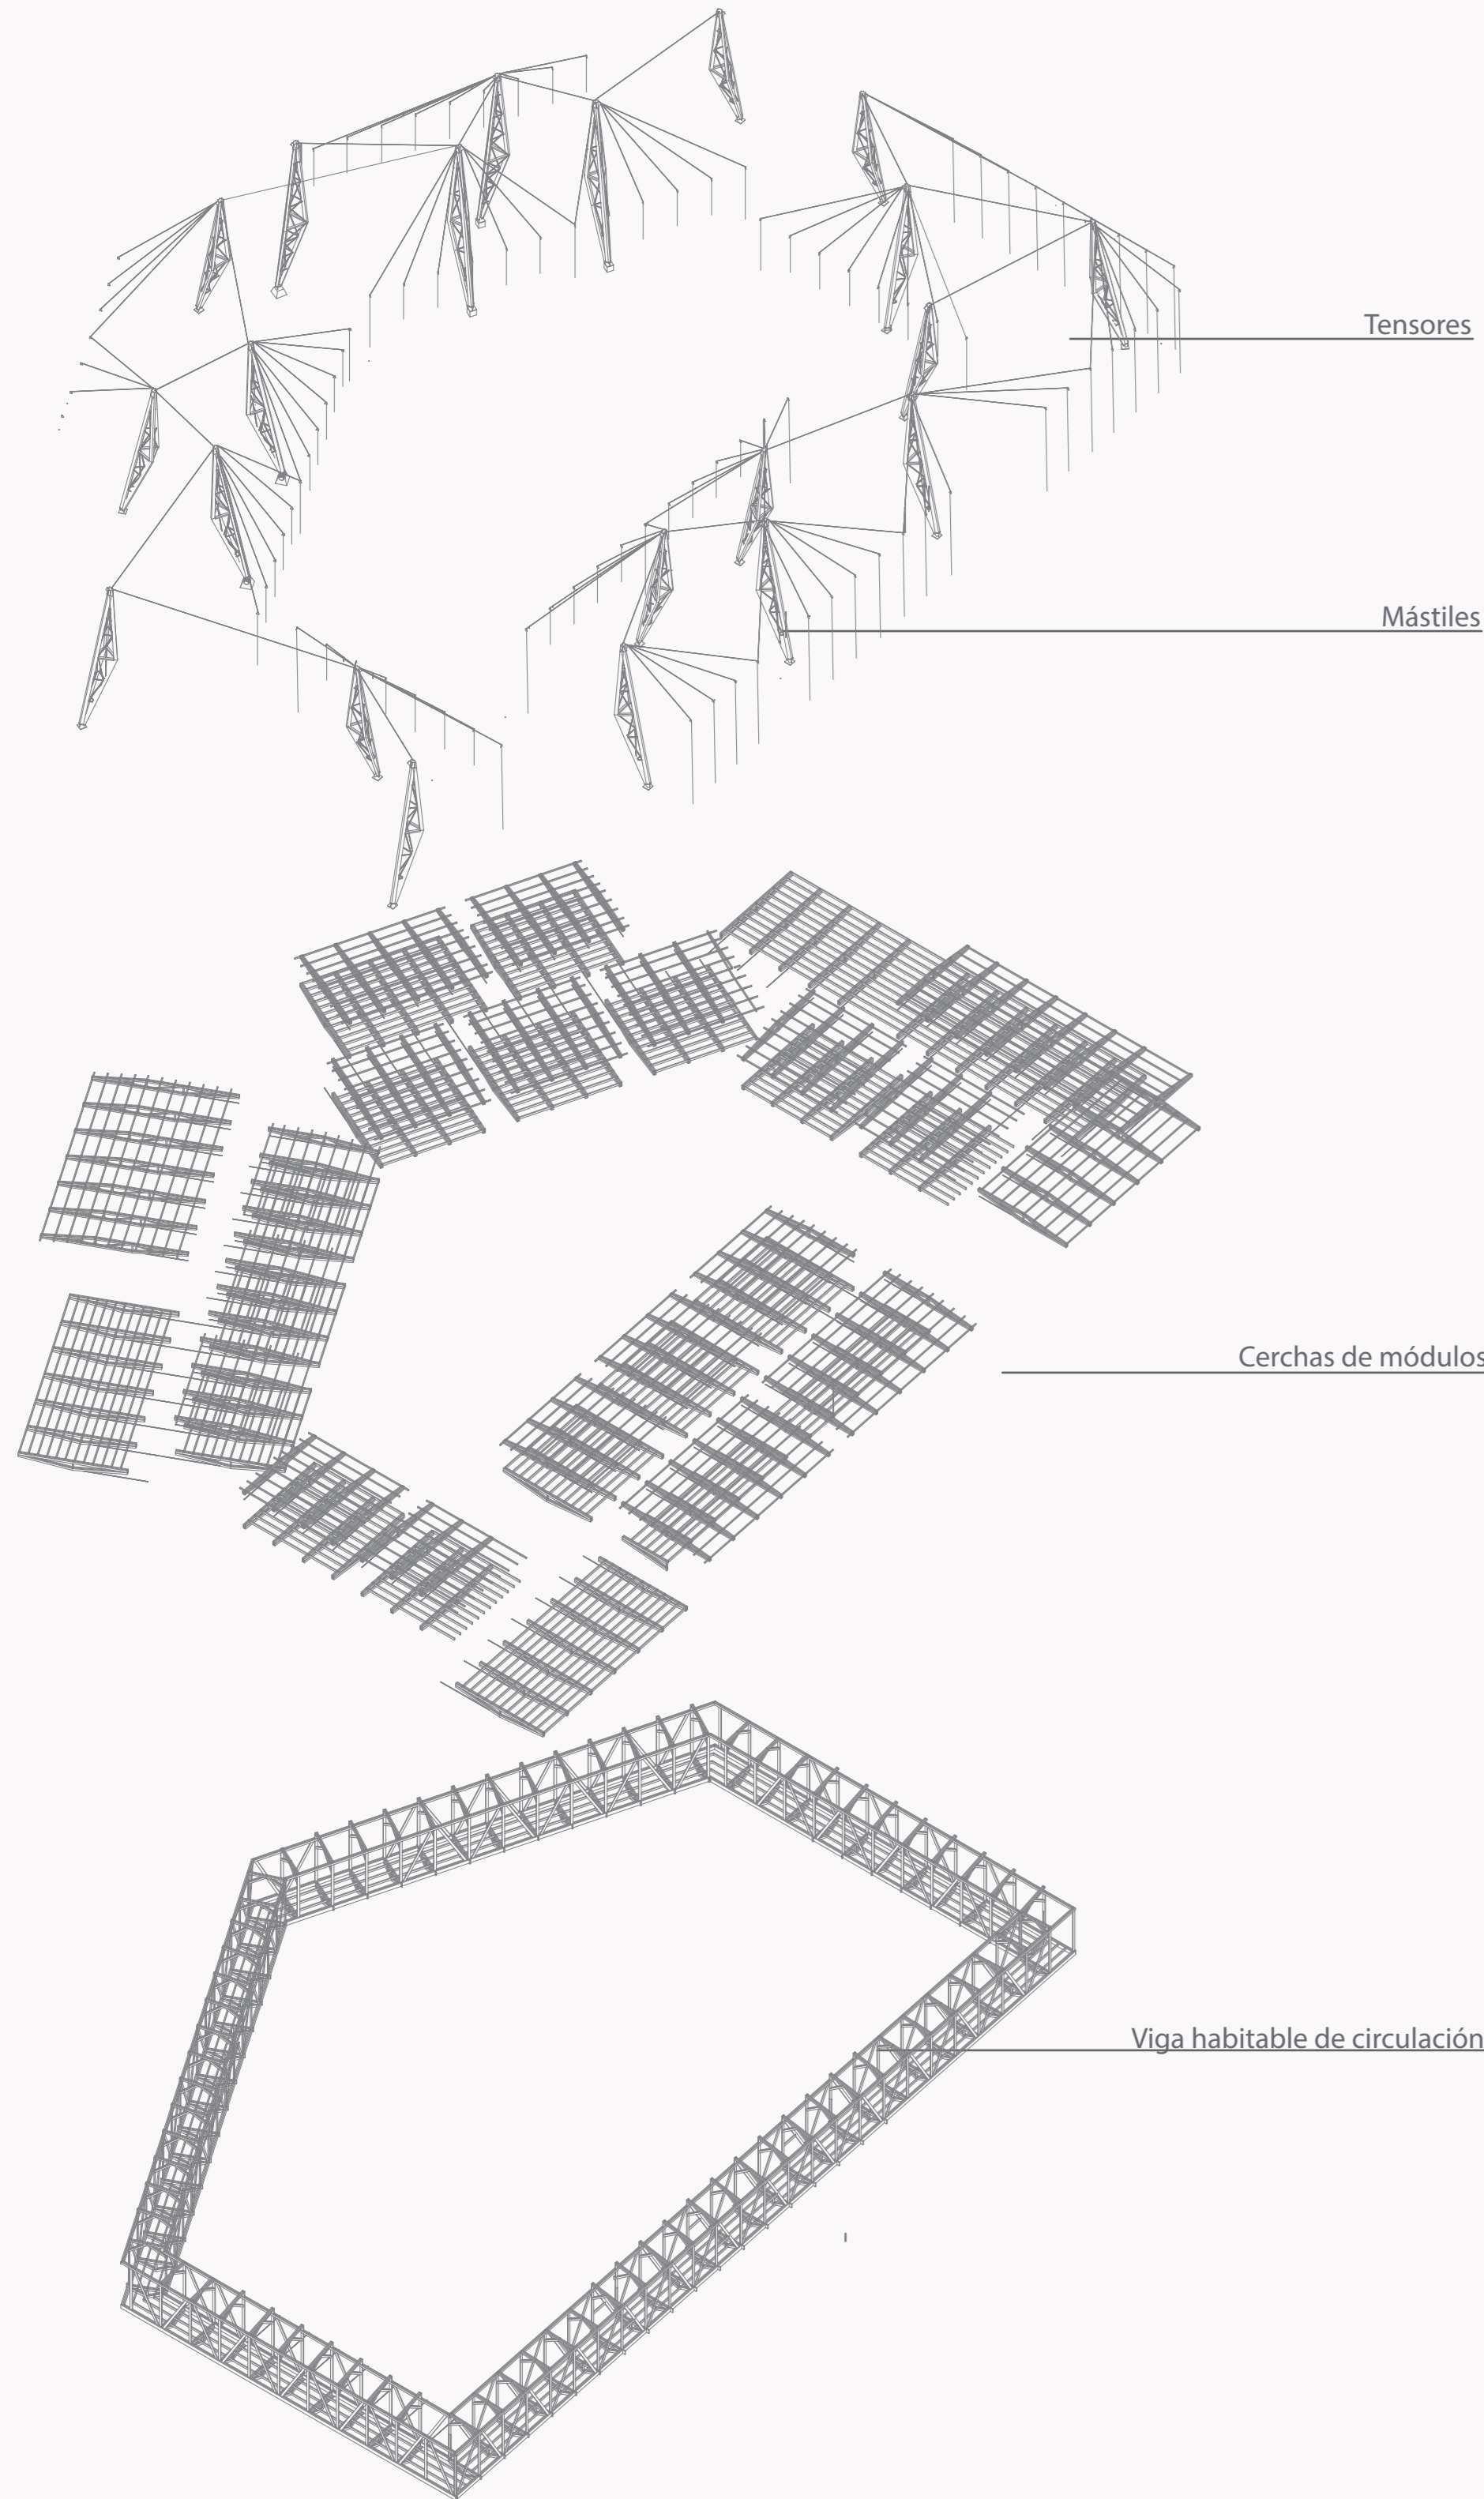 Tensores
Mástiles
Cerchas de módulos
Viga habitable de circulación